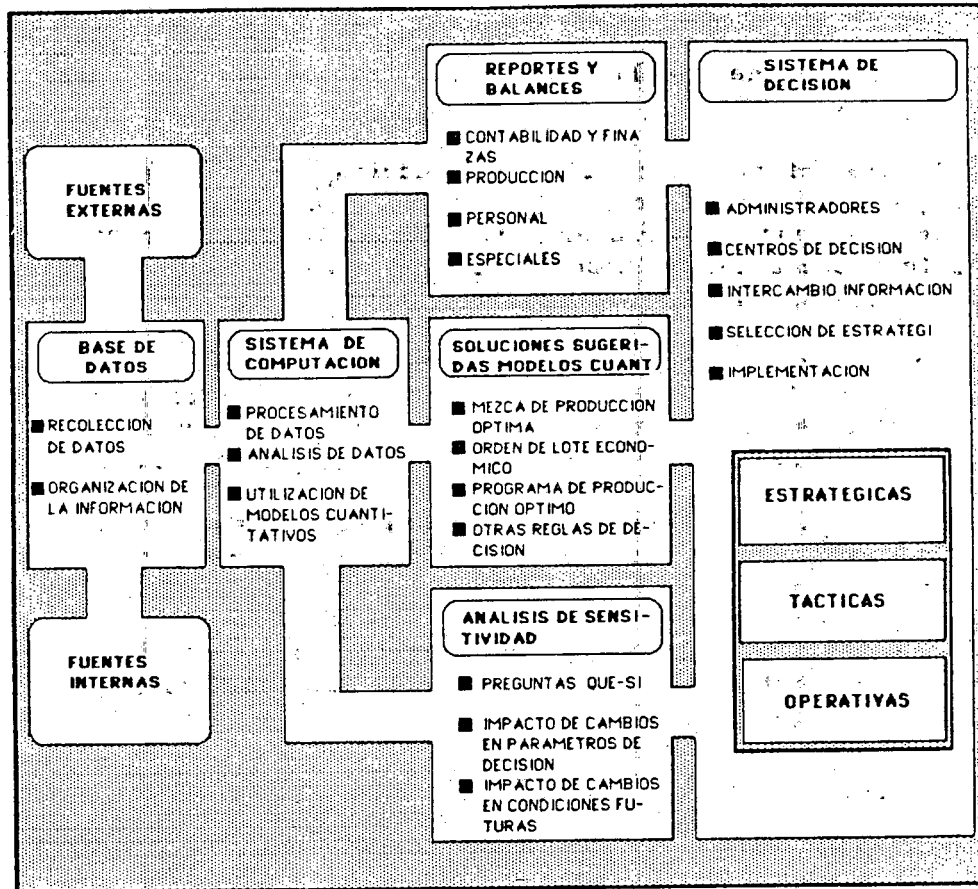 FUENTES
EXTERNAS
BASE DE
DATOS
■ RECOLECCION
DE DATOS
■ ORGANIZACION DE
LA INFORMACION
FUENTES
INTERNAS
SISTEMA DE
COMPUTACION
■ PROCESAMIENTO
DE DATOS
■ ANALISIS DE DATOS
■ UTILIZACION DE
MODELOS CUANTI-
TATIVOS
REPORTES Y
BALANCES
■ CONTABILIDAD Y FINA
ZAS
■ PRODUCCION
■ PERSONAL
■ ESPECIALES
SOLUCIONES SUGERI-
DAS MODELOS CUANT
■ MEZCA DE PRODUCCION
OPTIMA
■ ORDEN DE LOTE ECONO-
MICO
■ PROGRAMA DE PRODUC-
CION OPTIMO
■ OTRAS REGLAS DE DE-
CISION
ANALISIS DE SENSI-
TIVIDAD
■ PREGUNTAS QUE-SI
■ IMPACTO DE CAMBIOS
EN PARAMETROS DE
DECISION
■ IMPACTO DE CAMBIOS
EN CONDICIONES FU-
TURAS
SISTEMA DE
DECISION
■ ADMINISTRADORES
■ CENTROS DE DECISION
■ INTERCAMBIO INFORMACION
■ SELECCION DE ESTRATEGI
■ IMPLEMENTACION
ESTRATEGICAS
TACTICAS
OPERATIVAS